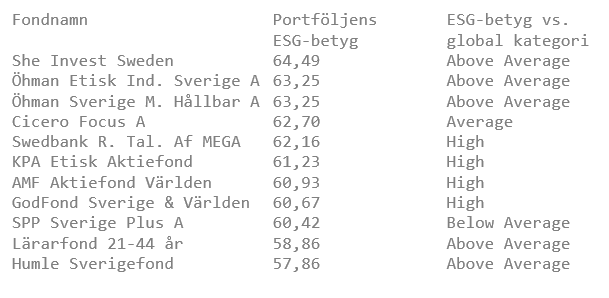 Fondnamn Portföljens ESG-betyg vs.
ESG-betyg global kategori
She Invest Sweden 64,49 Above Average
Öhman Etisk Ind. Sverige A 63,25 Above Average
Öhman Sverige M. Hållbar A 63,25 Above Average
Cicero Focus A 62,70 Average
Swedbank R. Tal. Af MEGA 62,16 High
KPA Etisk Aktiefond 61,23 High
AMF Aktiefond Världen 60,93 High
GodFond Sverige & Världen 60,67 High
SPP Sverige Plus A 60,42 Below Average
Lärarfond 21-44 år 58,86 Above Average
Humle Sverigefond 57,86 Above Average